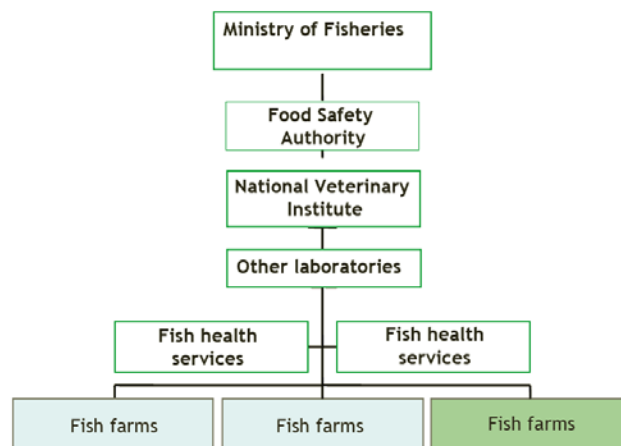 Ministry of Fisheries
Food Safety
Authority
National Veterinary
Institute
Other laboratories
Fish health
services
Fish health
services
Fish farms
Fish farms
Fish farms